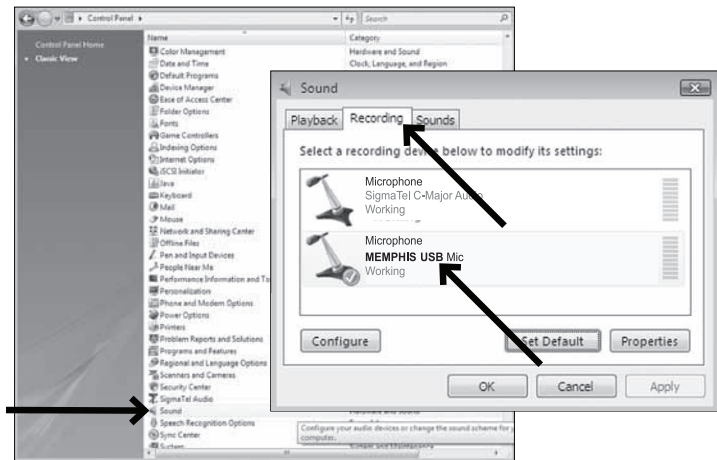 Control Panel
Search
Control Panel Home
Classic View
Name
Category
Color Management
Hardware and Sound
Date and Time
Clock, Language, and Region
Default Programs
Device Manager
Ease of Access Center
Folder Options
Fonts
Game Controllers
Indexing Options
Internet Options
iSCSI Initiator
Java
Keyboard
Mail
Mouse
Network and Sharing Center
Offline Files
Pen and Input Devices
People Near Me
Performance Information and To
Personalization
Phone and Modem Options
Power Options
Printers
Problem Reports and Solutions
Programs and Features
Regional and Language Options
Scanners and Cameras
Security Center
SigmaTel Audio
Sound
Hardware and Sound
Speech Recognition Options
Sync Center
System
System and Maintenance
Configure your audio devices or change the sound scheme for y
computer.
Sound
Playback
Recording
Sounds
Select a recording device below to modify its settings:
Microphone
SigmaTel C-Major Audio
Working
Microphone
MEMPHIS USB Mic
Working
Configure
Set Default
Properties
OK
Cancel
Apply